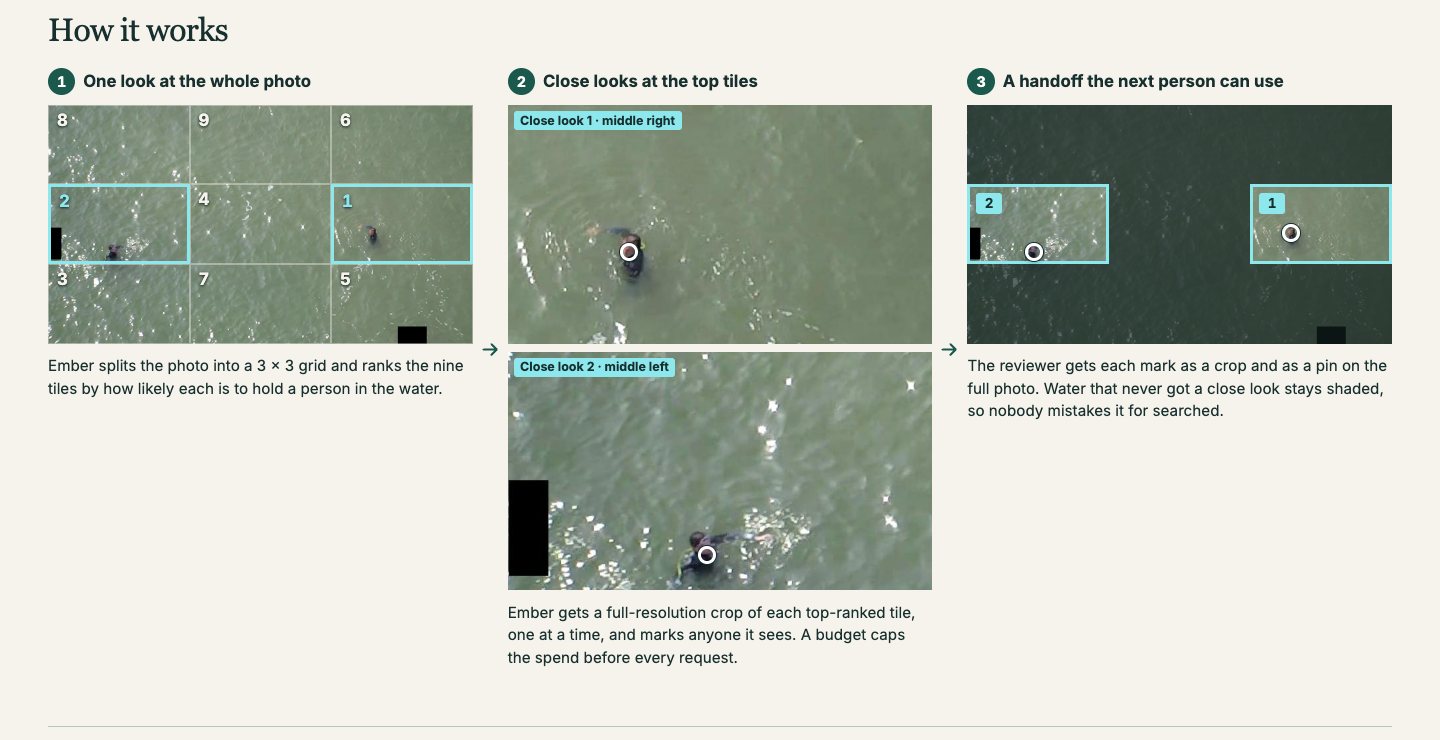 How it works
1 One look at the whole photo
8 9 6
2 4 1
3 7 5
Ember splits the photo into a 3 × 3 grid and ranks the nine
tiles by how likely each is to hold a person in the water.
2 Close looks at the top tiles
Close look 1 · middle right
Close look 2 · middle left
Ember gets a full-resolution crop of each top-ranked tile,
one at a time, and marks anyone it sees. A budget caps
the spend before every request.
3 A handoff the next person can use
2 1
The reviewer gets each mark as a crop and as a pin on the
full photo. Water that never got a close look stays shaded,
so nobody mistakes it for searched.